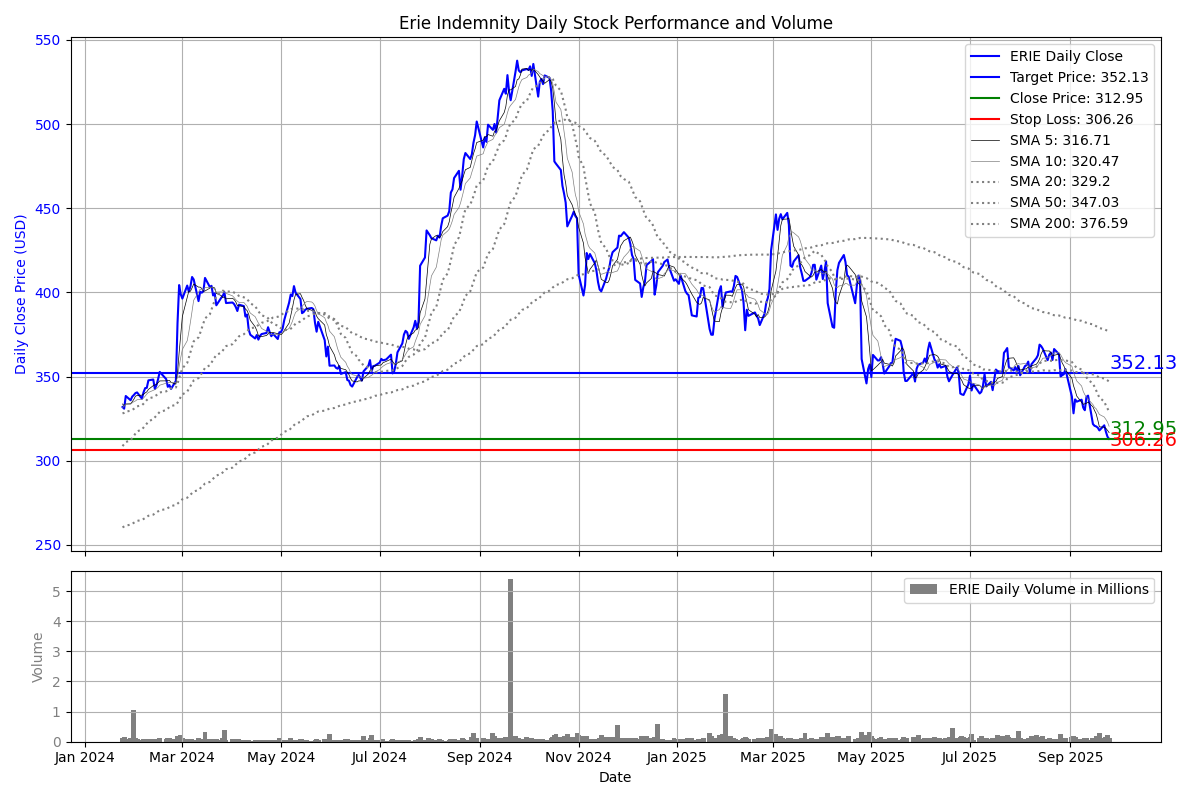 Erie Indemnity Daily Stock Performance and Volume
Daily Close Price (USD)
550
500
450
400
350
300
250
ERIE Daily Close
Target Price: 352.13
Close Price: 312.95
Stop Loss: 306.26
SMA 5: 316.71
SMA 10: 320.47
SMA 20: 329.2
SMA 50: 347.03
SMA 200: 376.59
352.13
312.95
306.26
Volume
5
4
3
2
1
0
ERIE Daily Volume in Millions
Jan 2024 Mar 2024 May 2024 Jul 2024 Sep 2024 Nov 2024 Jan 2025 Mar 2025 May 2025 Jul 2025 Sep 2025
Date